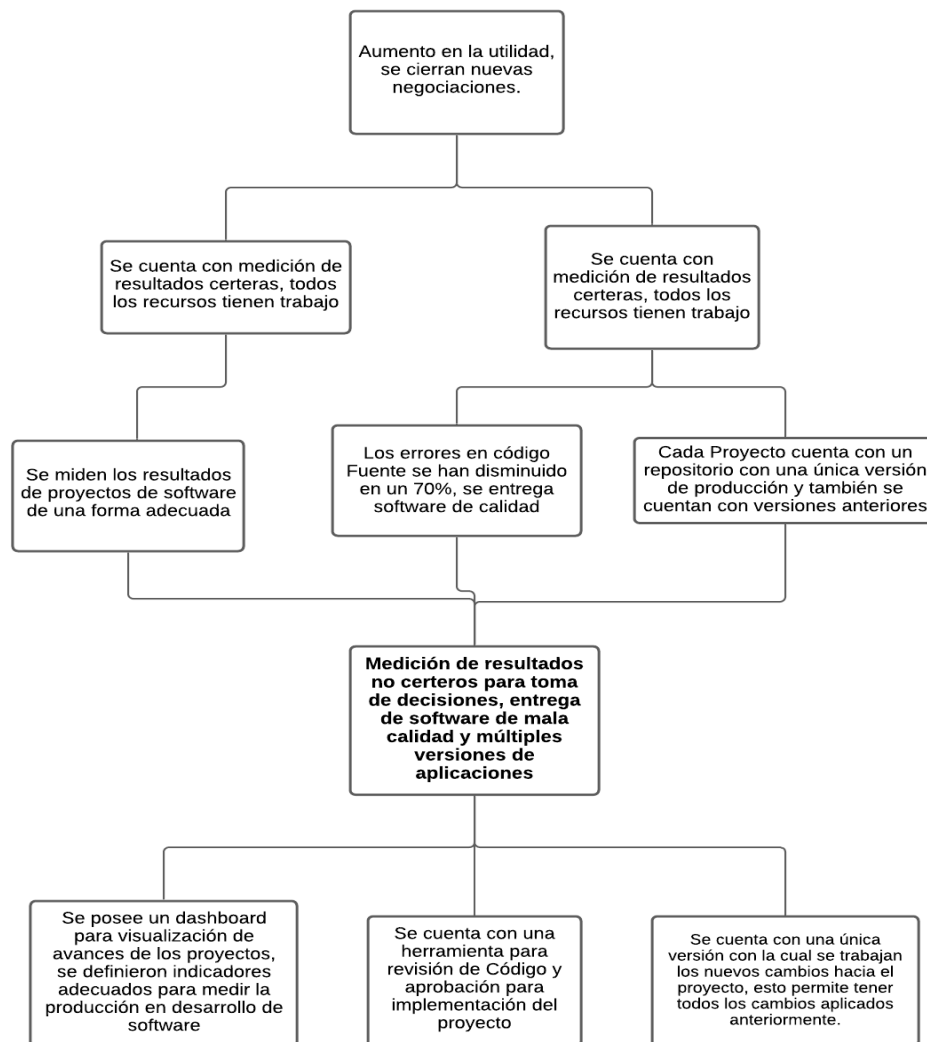 Aumento en la utilidad,
se cierran nuevas
negociaciones.
Se cuenta con medición de
resultados certeras, todos
los recursos tienen trabajo
Se cuenta con
medición de resultados
certeras, todos los
recursos tienen trabajo
Se miden los resultados
de proyectos de software
de una forma adecuada
Los errores en código
Fuente se han disminuido
en un 70%, se entrega
software de calidad
Cada Proyecto cuenta con un
repositorio con una única versión
de producción y también se
cuentan con versiones anteriores
Medición de resultados
no certeros para toma
de decisiones, entrega
de software de mala
calidad y múltiples
versiones de
aplicaciones
Se posee un dashboard
para visualización de
avances de los proyectos,
se definieron indicadores
adecuados para medir la
producción en desarrollo de
software
Se cuenta con una
herramienta para
revisión de Código y
aprobación para
implementación del
proyecto
Se cuenta con una única
versión con la cual se trabajan
los nuevos cambios hacia el
proyecto, esto permite tener
todos los cambios aplicados
anteriormente.